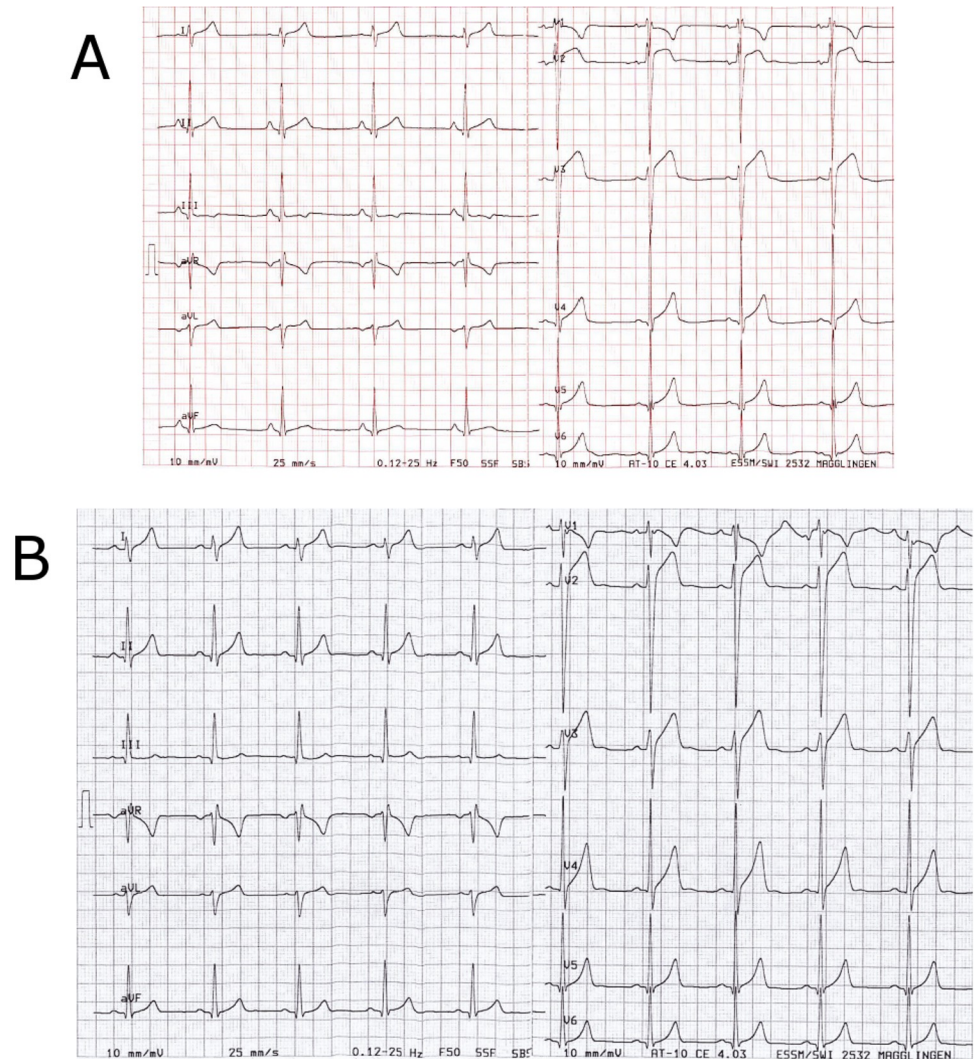 A
I
II
III
aVR
aVL
aVF
V1
V2
V3
V4
V5
V6
10 mm/mV 25 mm/s 0.12-25 Hz F50 SSF SBS 10 mm/mV AT-10 CE 4.03 ESSM/SWI 2532 MAGGLINGEN
B
I
II
III
aVR
aVL
aVF
V1
V2
V3
V4
V5
V6
10 mm/mV 25 mm/s 0.12-25 Hz F50 SSF SBS 10 mm/mV AT-10 CE 4.03 ESSM/SWI 2532 MAGGLINGEN